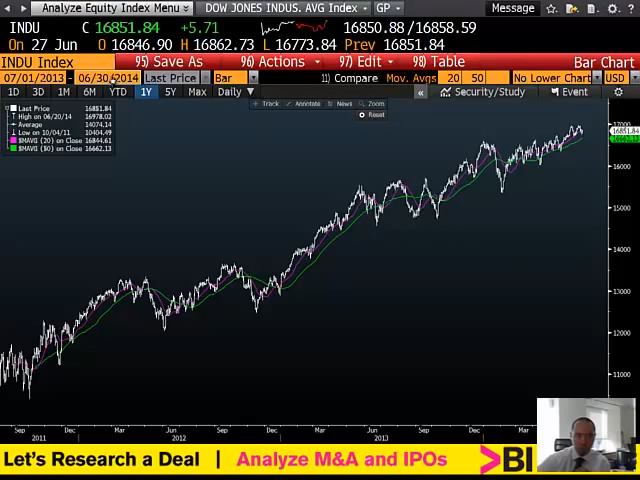 Analyze Equity Index Menu DOW JONES INDUS. AVG Index GP Message
INDU C 16851.84 +5.71 16850.88 /16858.59
On 27 Jun O 16846.90 H 16862.73 L 16773.84 Prev 16851.84
INDU Index 95) Save As 96) Actions 97) Edit 98) Table Bar Chart
07/01/2013 - 06/30/2014 Last Price Bar 11) Compare Mov. Avgs 20 50 No Lower Chart USD
1D 3D 1M 6M YTD 1Y 5Y Max Daily « Security/Study Event
Track Annotate News Zoom
Reset
Last Price 16851.84
High on 06/20/14 16978.02
Average 14074.14
Low on 10/04/11 10404.49
SMAVG (20) on Close 16844.61
SMAVG (50) on Close 16662.13
17000
16851.84
16662.13
16000
15000
14000
13000
12000
11000
Sep Dec Mar Jun Sep Dec Mar Jun Sep Dec Mar
2011 2012 2013
Let's Research a Deal | Analyze M&A and IPOs >BI